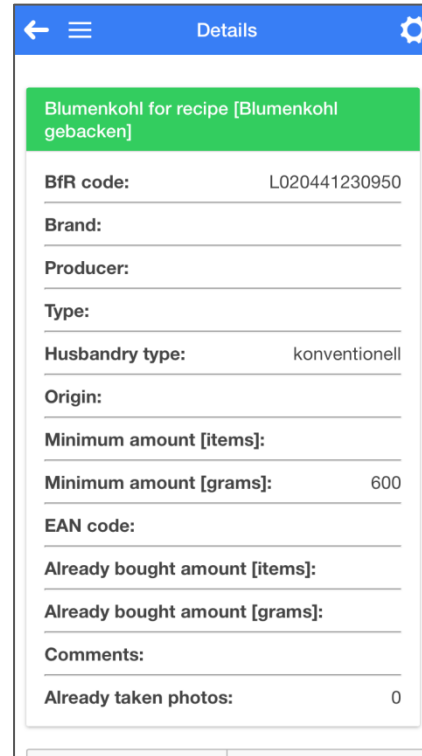 Details
Blumenkohl for recipe [Blumenkohl
gebacken]
BfR code: L020441230950
Brand:
Producer:
Type:
Husbandry type: konventionell
Origin:
Minimum amount [items]:
Minimum amount [grams]: 600
EAN code:
Already bought amount [items]:
Already bought amount [grams]:
Comments:
Already taken photos: 0